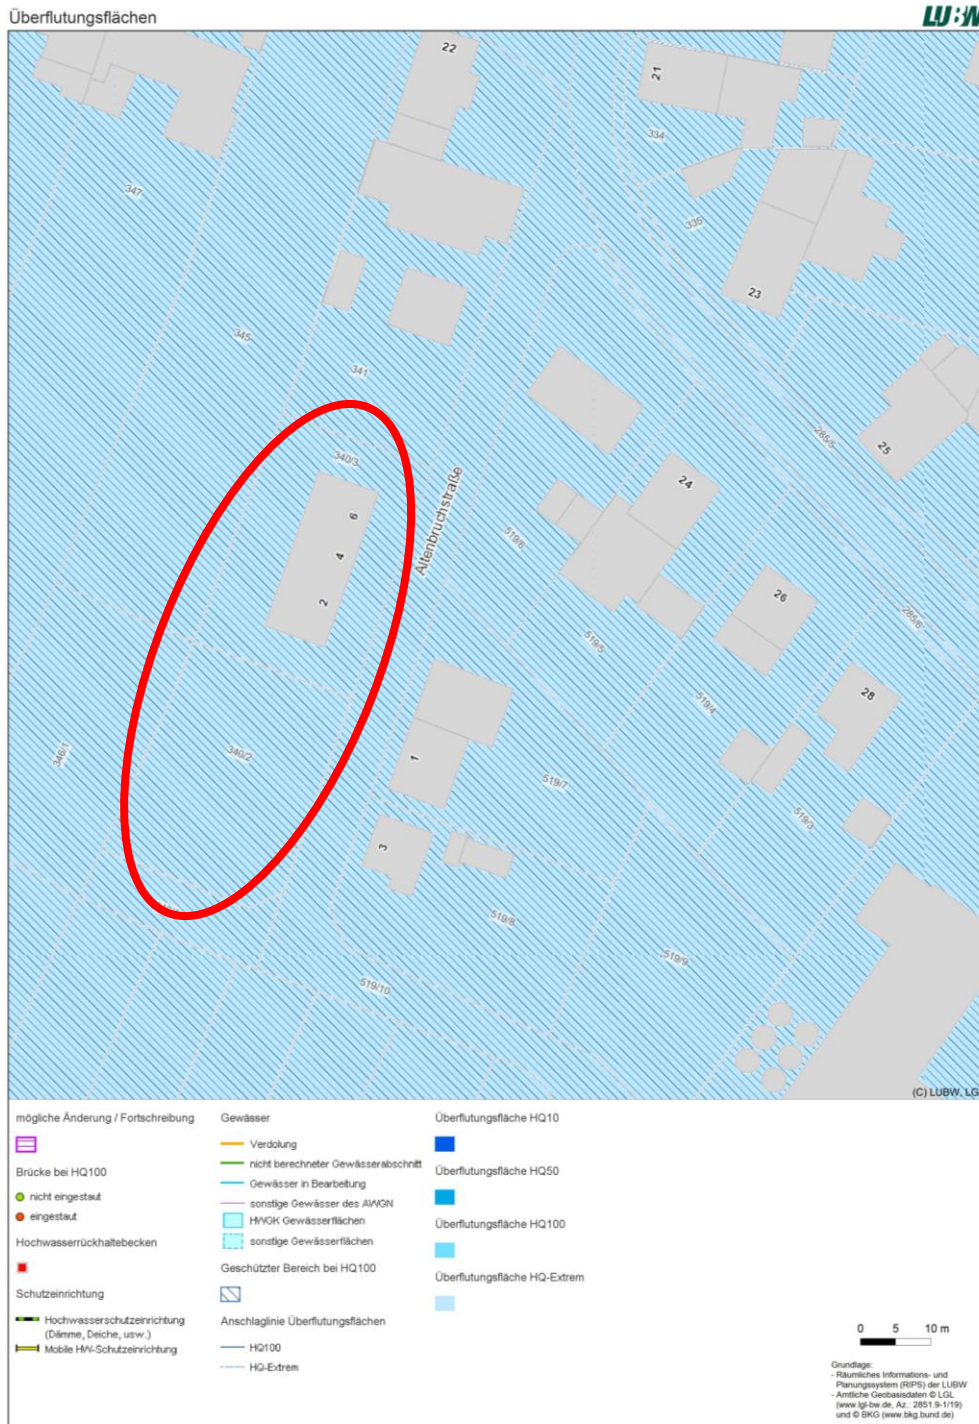 Überflutungsflächen
LUBW
22
21
334
347
335
23
345
341
285/5
25
340/3
Altenbruchstraße
24
6
4
2
519/6
26
285/6
519/5
28
519/4
346/1
340/2
1
519/7
519/3
3
519/8
519/9
519/10
(C) LUBW, LG
mögliche Änderung / Fortschreibung
Brücke bei HQ100
nicht eingestaut
eingestaut
Hochwasserrückhaltebecken
Schutzeinrichtung
Hochwasserschutzeinrichtung
(Dämme, Deiche, usw.)
Mobile HW-Schutzeinrichtung
Gewässer
Verdolung
nicht berechneter Gewässerabschnitt
Gewässer in Bearbeitung
sonstige Gewässer des AWGN
HWGK Gewässerflächen
sonstige Gewässerflächen
Geschützter Bereich bei HQ100
Anschlaglinie Überflutungsflächen
HQ100
HQ-Extrem
Überflutungsfläche HQ10
Überflutungsfläche HQ50
Überflutungsfläche HQ100
Überflutungsfläche HQ-Extrem
0 5 10 m
Grundlage:
- Räumliches Informations- und
Planungssystem (RIPS) der LUBW
- Amtliche Geobasisdaten © LGL
(www.lgl-bw.de, Az.: 2851.9-1/19)
und © BKG (www.bkg.bund.de)